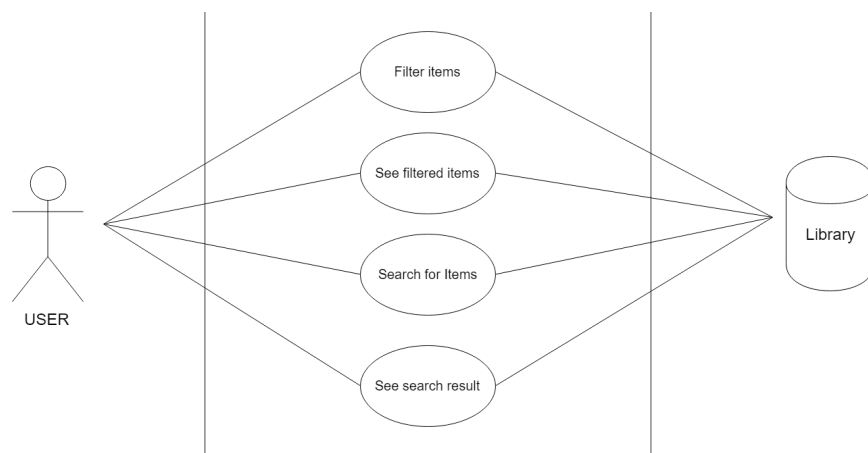 Filter items
See filtered items
Search for Items
See search result
USER
Library